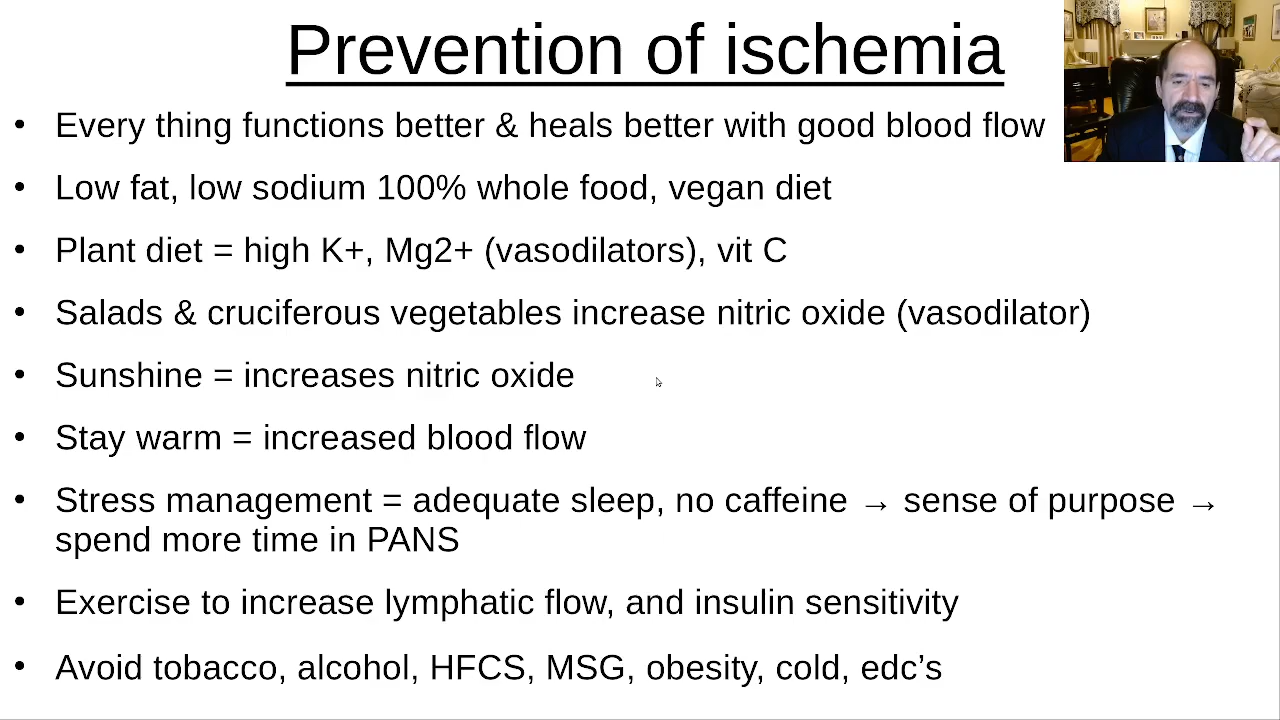 Prevention of ischemia
• Every thing functions better & heals better with good blood flow
• Low fat, low sodium 100% whole food, vegan diet
• Plant diet = high K+, Mg2+ (vasodilators), vit C
• Salads & cruciferous vegetables increase nitric oxide (vasodilator)
• Sunshine = increases nitric oxide
• Stay warm = increased blood flow
• Stress management = adequate sleep, no caffeine → sense of purpose →
spend more time in PANS
• Exercise to increase lymphatic flow, and insulin sensitivity
• Avoid tobacco, alcohol, HFCS, MSG, obesity, cold, edc’s